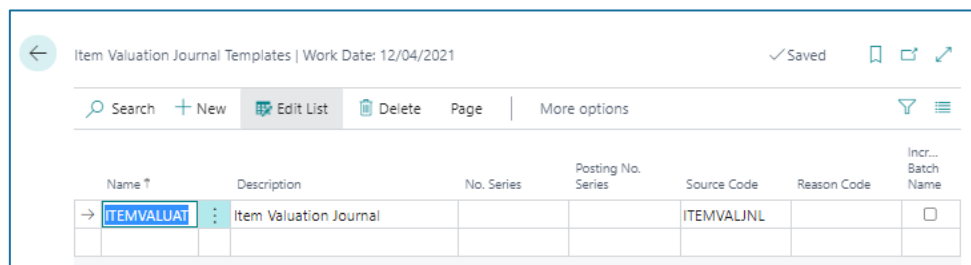 Item Valuation Journal Templates | Work Date: 12/04/2021 Saved
Search New Edit List Delete Page More options
Name Description No. Series Posting No. Series Source Code Reason Code Incr... Batch Name
ITEMVALUAT Item Valuation Journal ITEMVALJNL